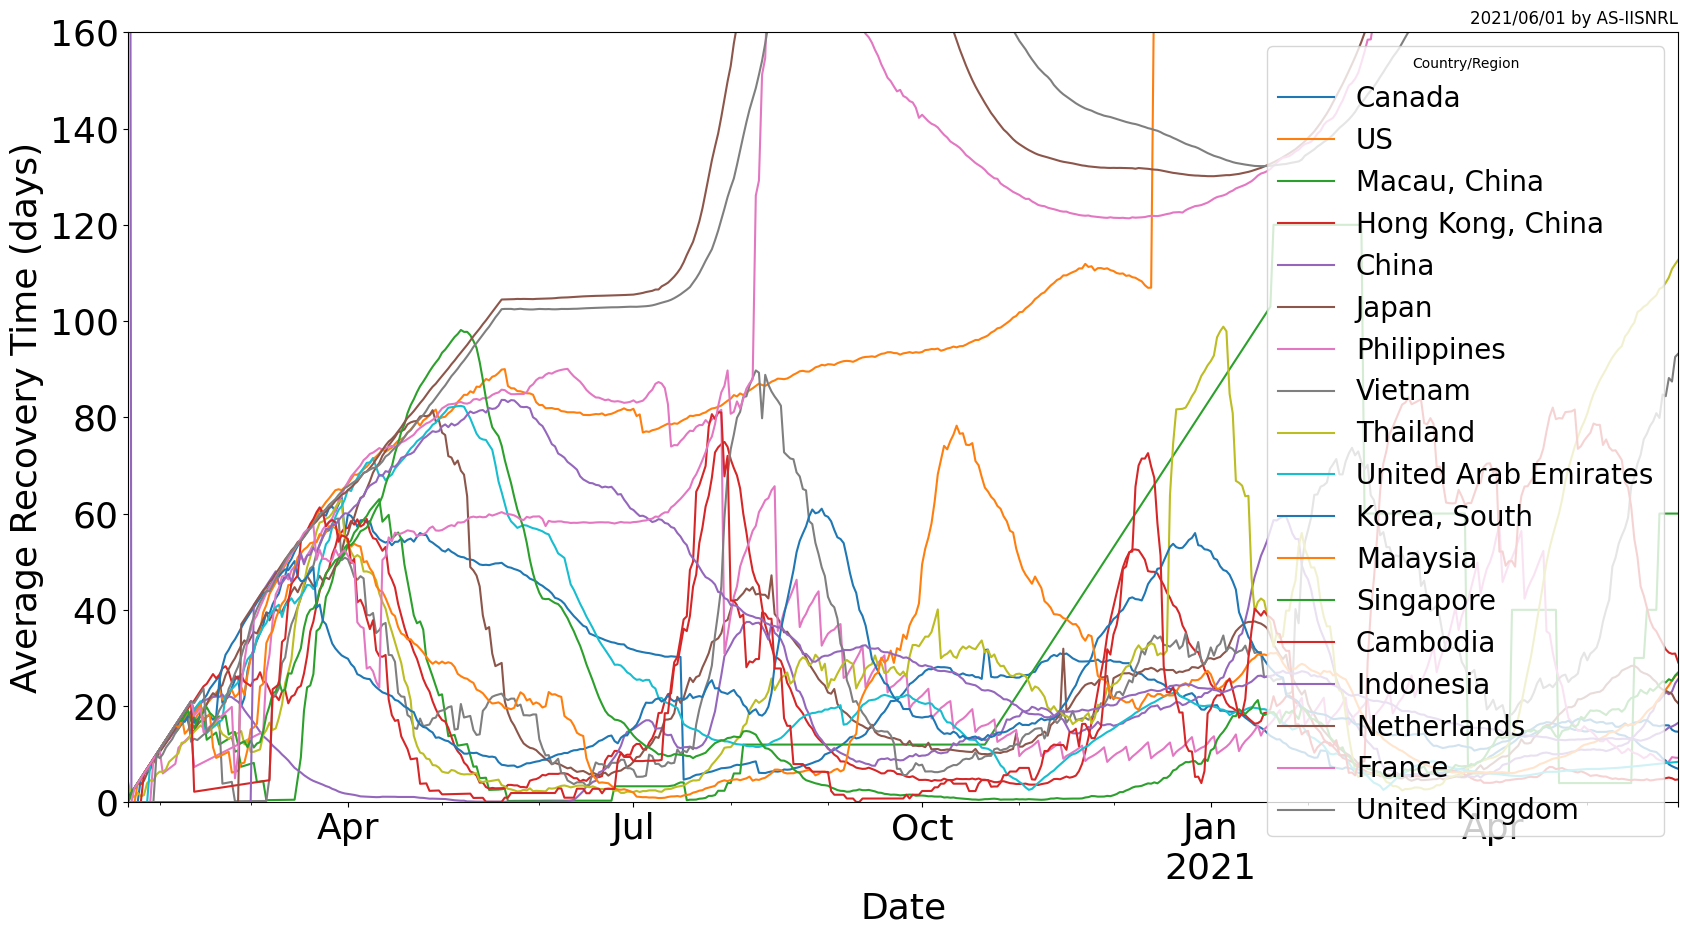 2021/06/01 by AS-IISNRL
160
140
120
100
80
60
40
20
0
Average Recovery Time (days)
Country/Region
Canada
US
Macau, China
Hong Kong, China
China
Japan
Philippines
Vietnam
Thailand
United Arab Emirates
Korea, South
Malaysia
Singapore
Cambodia
Indonesia
Netherlands
France
United Kingdom
Apr
Jul
Oct
Jan
2021
Apr
Date